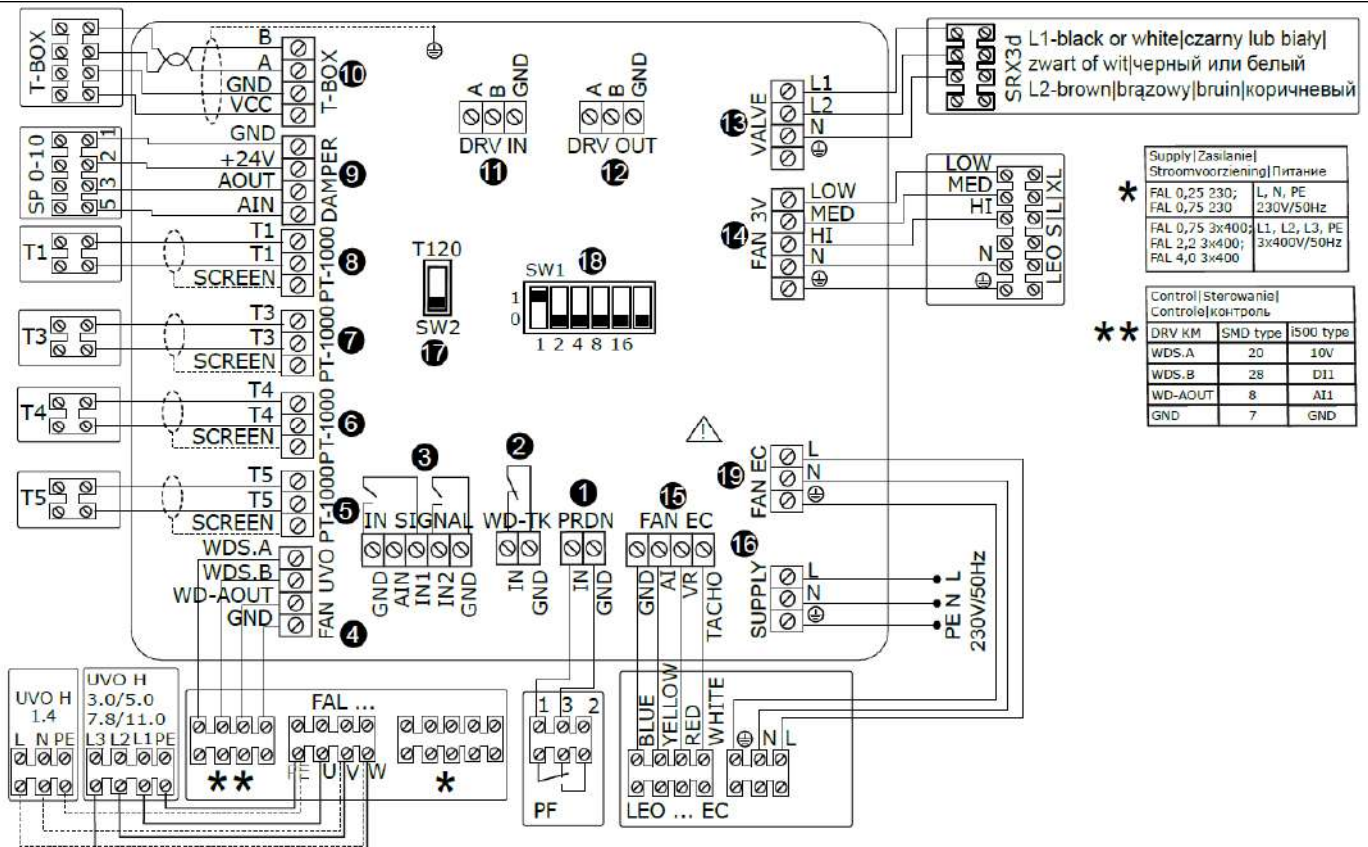 T-BOX
B
A
GND
VCC
T-BOX
10
SP 0-10
1
2
3
5
GND
+24V
AOUT
AIN
DAMPER
9
T1
T1
T1
SCREEN
PT-1000
8
T3
T3
T3
SCREEN
PT-1000
7
T4
T4
T4
SCREEN
PT-1000
6
T5
T5
T5
SCREEN
PT-1000
5
WDS.A
WDS.B
WD-AOUT
GND
FAN UVO
4
A
B
GND
DRV IN
11
A
B
GND
DRV OUT
12
T120
SW2
17
SW1
18
1
0
1 2 4 8 16
3
IN SIGNAL
GND
AIN
IN1
IN2
GND
2
WD-TK
IN
GND
1
PRDN
IN
GND
15
FAN EC
GND
AI
VR
TACHO
13
VALVE
L1
L2
N
SRX3d
L1-black or white|czarny lub biały|
zwart of wit|черный или белый
L2-brown|brązowy|bruin|коричневый
14
FAN 3V
LOW
MED
HI
N
LOW
MED
HI
N
LEO S|L|XL
*
Supply|Zasilanie|
Stroomvoorziening|Питание
FAL 0,25 230; L, N, PE
FAL 0,75 230 230V/50Hz
FAL 0,75 3x400; L1, L2, L3, PE
FAL 2,2 3x400; 3x400V/50Hz
FAL 4,0 3x400
**
Control|Sterowanie|
Controle|контроль
DRV KM SMD type i500 type
WDS.A 20 10V
WDS.B 28 DI1
WD-AOUT 8 AI1
GND 7 GND
19
FAN EC
L
N
16
SUPPLY
L
N
PE N L
230V/50Hz
UVO H
1.4
L N PE
UVO H
3.0/5.0
7.8/11.0
L3 L2 L1 PE
FAL ...
**
PE U V W
*
1 3 2
PF
BLUE
YELLOW
RED
WHITE
N L
LEO ... EC